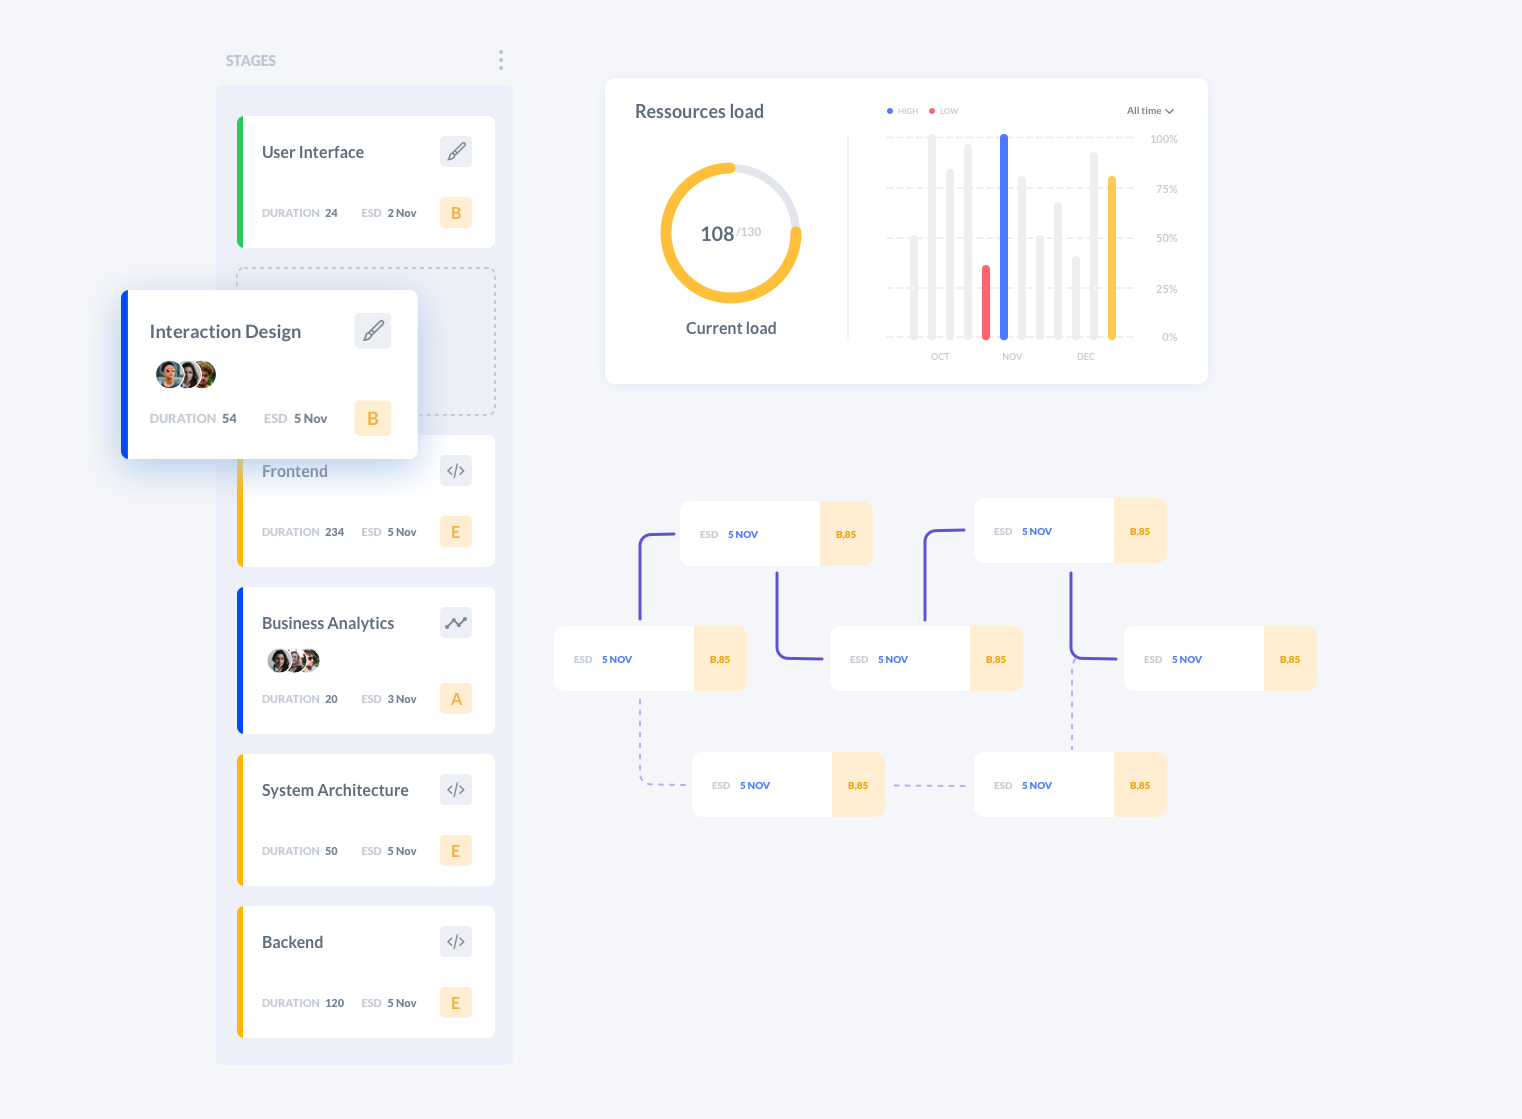 STAGES
User Interface
DURATION 24 ESD 2 Nov B
Interaction Design
DURATION 54 ESD 5 Nov B
Frontend
DURATION 234 ESD 5 Nov E
Business Analytics
DURATION 20 ESD 3 Nov A
System Architecture
DURATION 50 ESD 5 Nov E
Backend
DURATION 120 ESD 5 Nov E
Ressources load
HIGH LOW All time
108/130
Current load
100%
75%
50%
25%
0%
OCT NOV DEC
ESD 5 NOV B,85
ESD 5 NOV B,85
ESD 5 NOV B,85
ESD 5 NOV B,85
ESD 5 NOV B,85
ESD 5 NOV B,85
ESD 5 NOV B,85